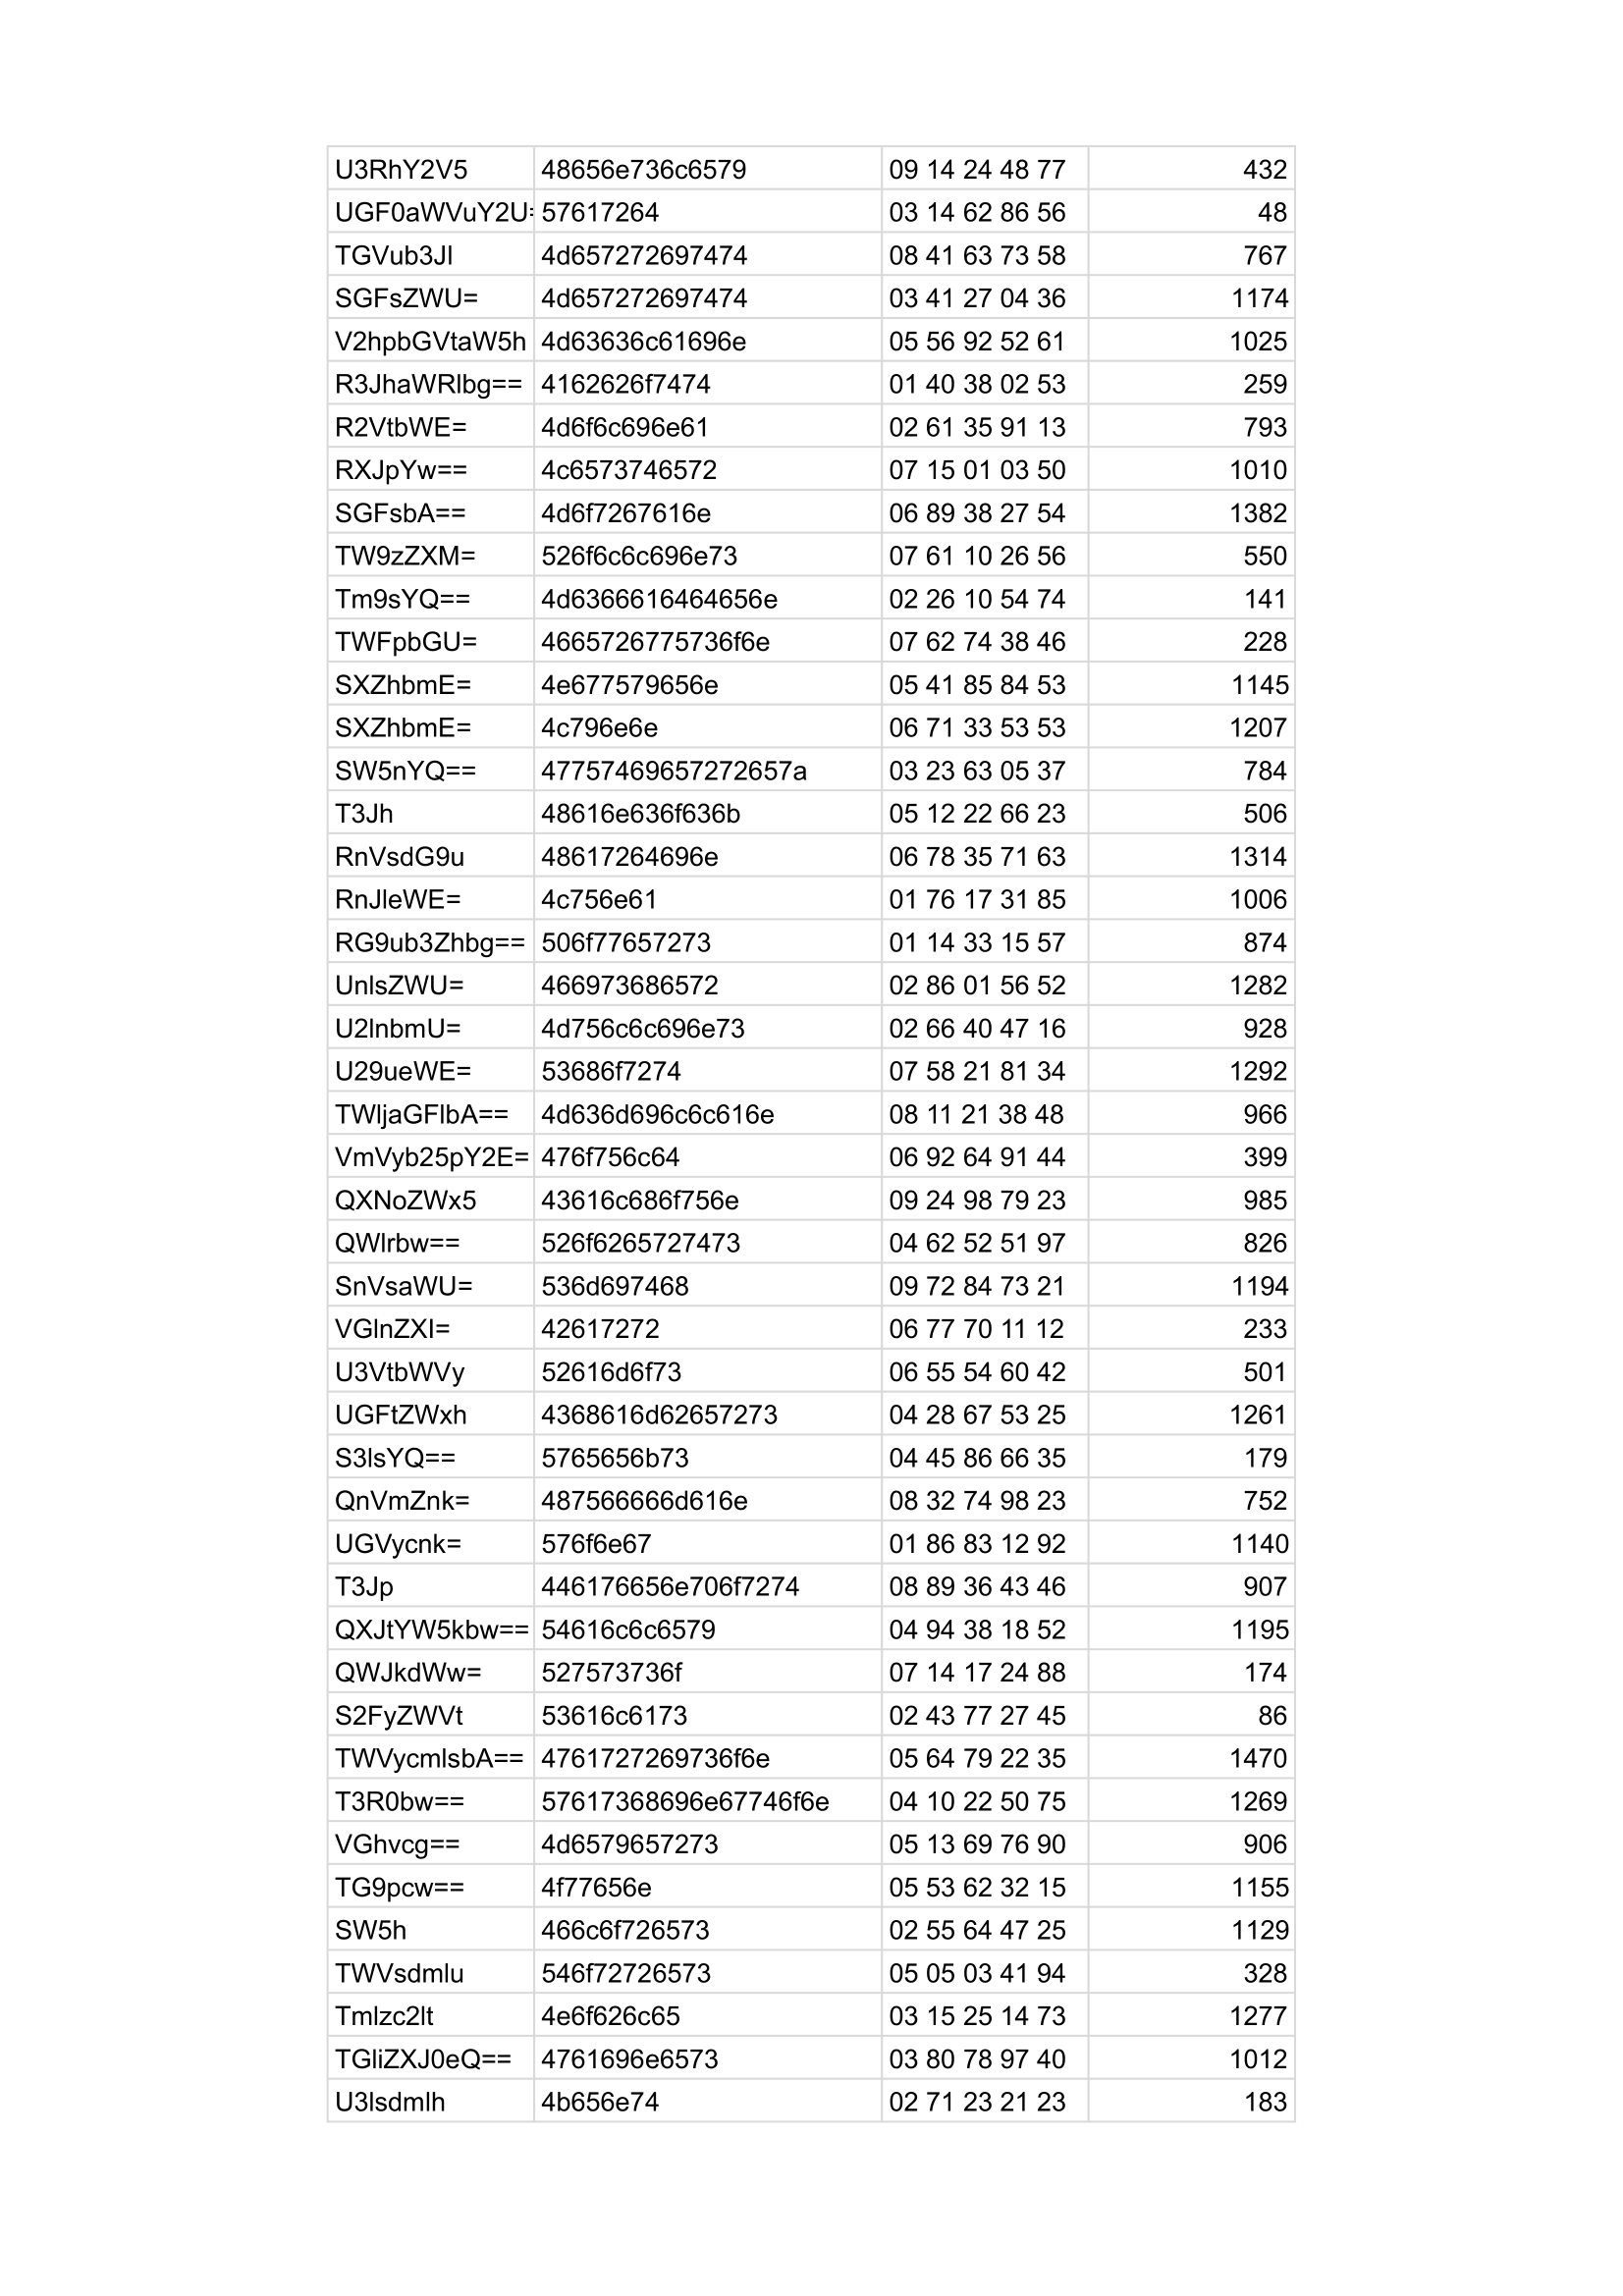 U3RhY2V5 48656e736c6579 09 14 24 48 77 432
UGF0aWVuY2U= 57617264 03 14 62 86 56 48
TGVub3Jl 4d657272697474 08 41 63 73 58 767
SGFsZWU= 4d657272697474 03 41 27 04 36 1174
V2hpbGVtaW5h 4d63636c61696e 05 56 92 52 61 1025
R3JhaWRlbg== 4162626f7474 01 40 38 02 53 259
R2VtbWE= 4d6f6c696e61 02 61 35 91 13 793
RXJpYw== 4c6573746572 07 15 01 03 50 1010
SGFsbA== 4d6f7267616e 06 89 38 27 54 1382
TW9zZXM= 526f6c6c696e73 07 61 10 26 56 550
Tm9sYQ== 4d6366616464656e 02 26 10 54 74 141
TWFpbGU= 4665726775736f6e 07 62 74 38 46 228
SXZhbmE= 4e677579656e 05 41 85 84 53 1145
SXZhbmE= 4c796e6e 06 71 33 53 53 1207
SW5nYQ== 47757469657272657a 03 23 63 05 37 784
T3Jh 48616e636f636b 05 12 22 66 23 506
RnVsdG9u 48617264696e 06 78 35 71 63 1314
RnJleWE= 4c756e61 01 76 17 31 85 1006
RG9ub3Zhbg== 506f77657273 01 14 33 15 57 874
UnlsZWU= 466973686572 02 86 01 56 52 1282
U2lnbmU= 4d756c6c696e73 02 66 40 47 16 928
U29ueWE= 53686f7274 07 58 21 81 34 1292
TWljaGFlbA== 4d636d696c6c616e 08 11 21 38 48 966
VmVyb25pY2E= 476f756c64 06 92 64 91 44 399
QXNoZWx5 43616c686f756e 09 24 98 79 23 985
QWlrbw== 526f6265727473 04 62 52 51 97 826
SnVsaWU= 536d697468 09 72 84 73 21 1194
VGlnZXI= 42617272 06 77 70 11 12 233
U3VtbWVy 52616d6f73 06 55 54 60 42 501
UGFtZWxh 4368616d62657273 04 28 67 53 25 1261
S3lsYQ== 5765656b73 04 45 86 66 35 179
QnVmZnk= 487566666d616e 08 32 74 98 23 752
UGVycnk= 576f6e67 01 86 83 12 92 1140
T3Jp 446176656e706f7274 08 89 36 43 46 907
QXJtYW5kbw== 54616c6c6579 04 94 38 18 52 1195
QWJkdWw= 527573736f 07 14 17 24 88 174
S2FyZWVt 53616c6173 02 43 77 27 45 86
TWVycmlsbA== 4761727269736f6e 05 64 79 22 35 1470
T3R0bw== 57617368696e67746f6e 04 10 22 50 75 1269
VGhvcg== 4d6579657273 05 13 69 76 90 906
TG9pcw== 4f77656e 05 53 62 32 15 1155
SW5h 466c6f726573 02 55 64 47 25 1129
TWVsdmlu 546f72726573 05 05 03 41 94 328
Tmlzc2lt 4e6f626c65 03 15 25 14 73 1277
TGliZXJ0eQ== 4761696e6573 03 80 78 97 40 1012
U3lsdmlh 4b656e74 02 71 23 21 23 183